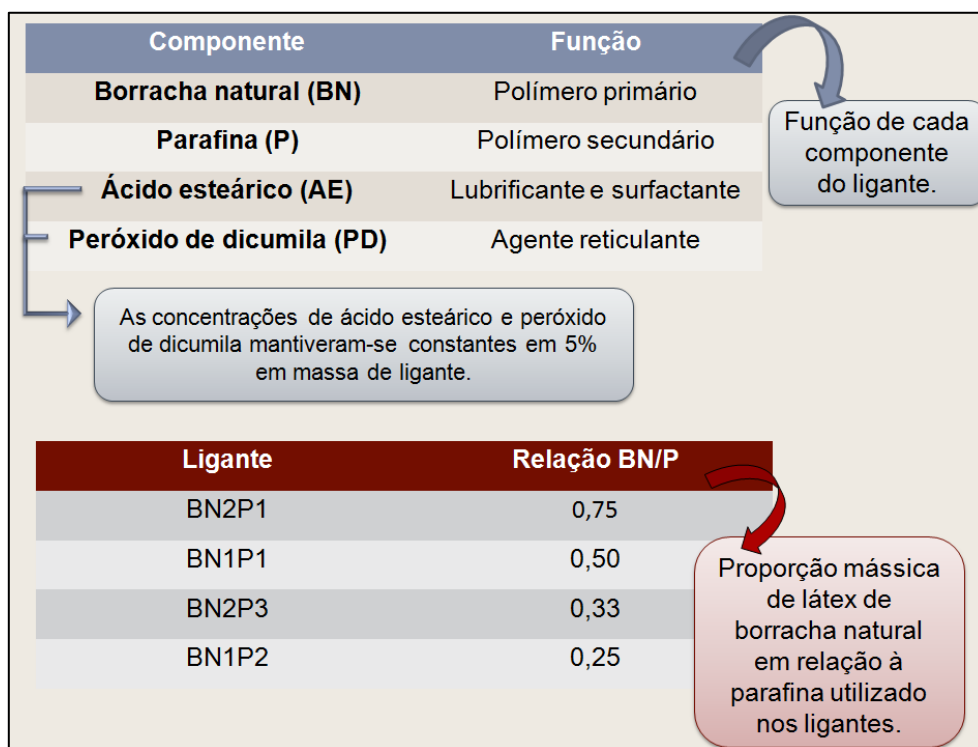 Componente Função
Borracha natural (BN) Polímero primário
Parafina (P) Polímero secundário
Ácido esteárico (AE) Lubrificante e surfactante
Peróxido de dicumila (PD) Agente reticulante
Função de cada
componente
do ligante.
As concentrações de ácido esteárico e peróxido
de dicumila mantiveram-se constantes em 5%
em massa de ligante.
Ligante Relação BN/P
BN2P1 0,75
BN1P1 0,50
BN2P3 0,33
BN1P2 0,25
Proporção mássica
de látex de
borracha natural
em relação à
parafina utilizado
nos ligantes.